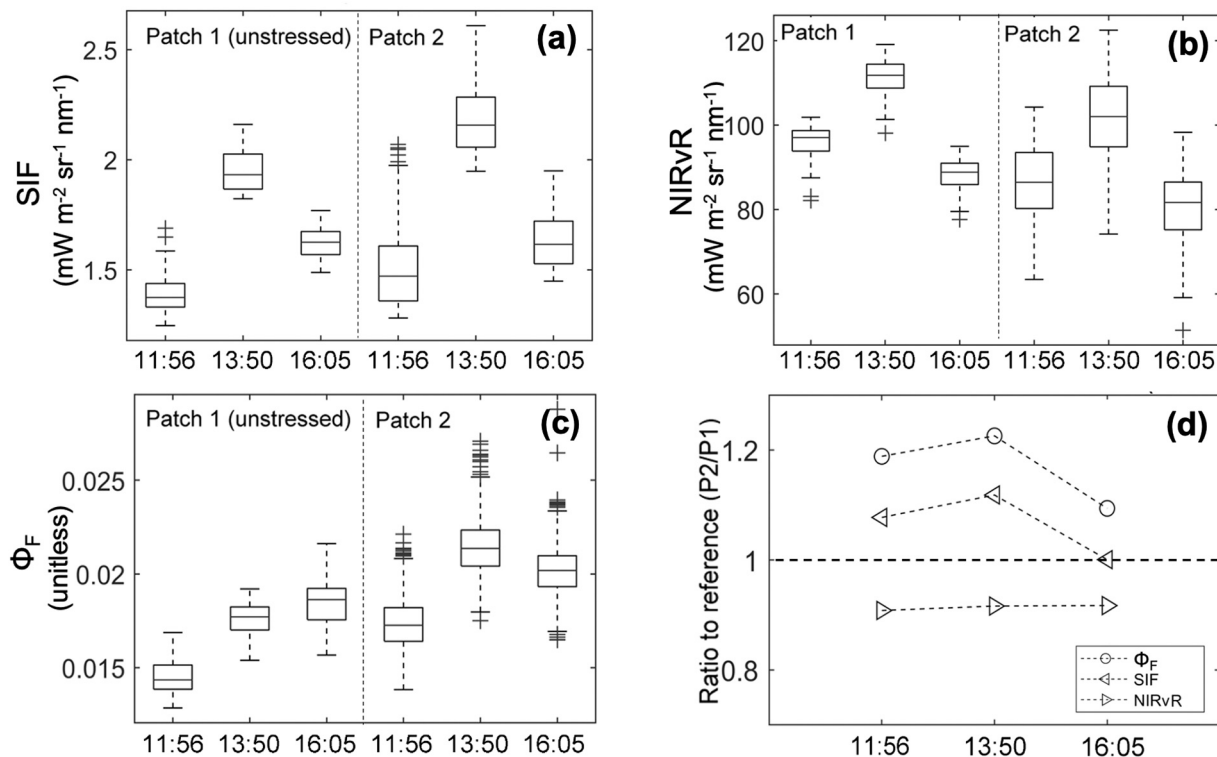 Patch 1 (unstressed) Patch 2 (a)
SIF
(mW m-2 sr-1 nm-1)
2.5
2
1.5
11:56 13:50 16:05 11:56 13:50 16:05
Patch 1 Patch 2 (b)
NIRvR
(mW m-2 sr-1 nm-1)
120
100
80
60
11:56 13:50 16:05 11:56 13:50 16:05
Patch 1 (unstressed) Patch 2 (c)
ΦF
(unitless)
0.025
0.02
0.015
11:56 13:50 16:05 11:56 13:50 16:05
(d)
Ratio to reference (P2/P1)
1.2
1
0.8
ΦF
SIF
NIRvR
11:56 13:50 16:05